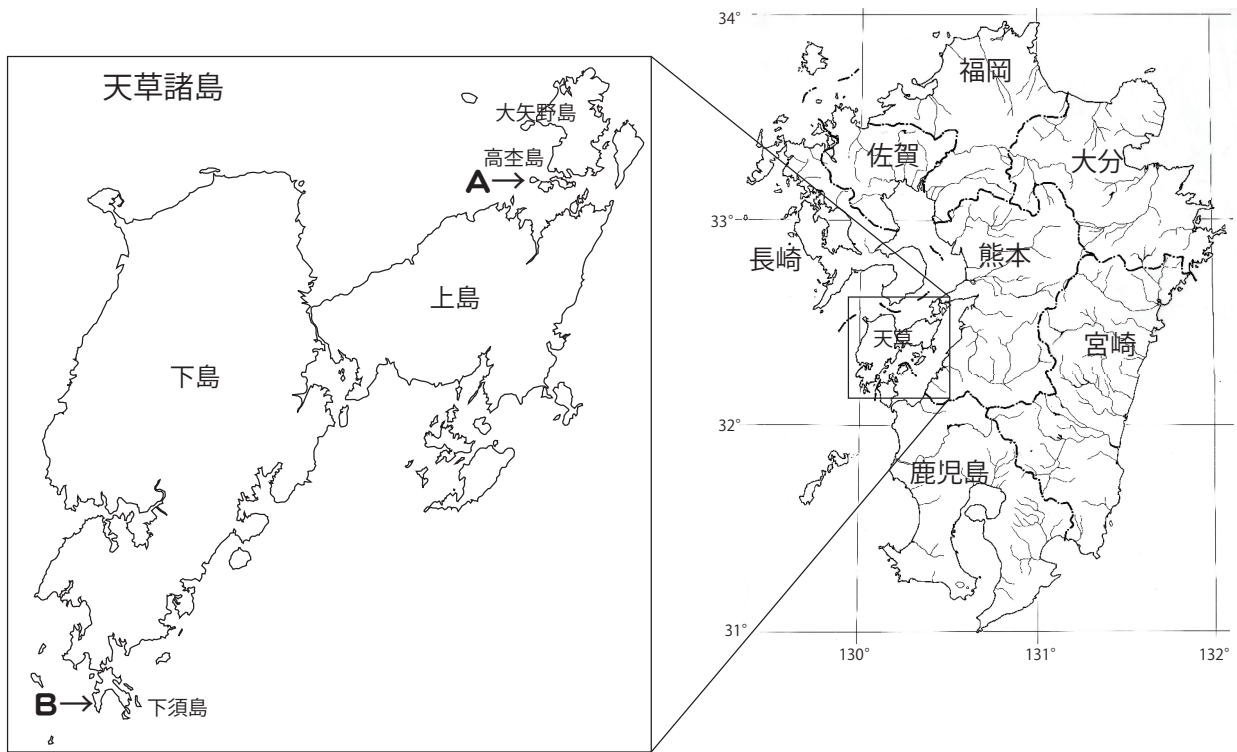 天草諸島
大矢野島
高杢島
A→
上島
下島
B→
下須島
34°
福岡
佐賀
大分
33°
長崎
熊本
天草
宮崎
32°
鹿児島
31°
130°
131°
132°